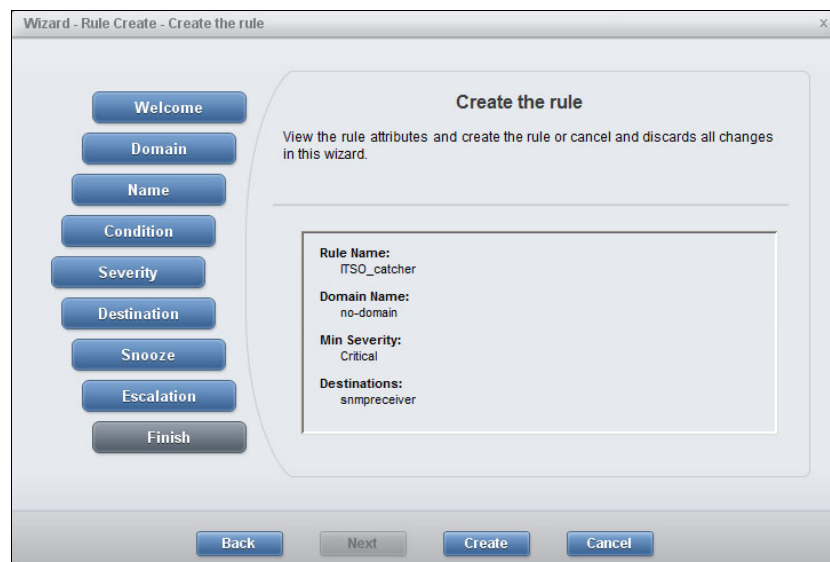 Wizard - Rule Create - Create the rule
x
Welcome
Domain
Name
Condition
Severity
Destination
Snooze
Escalation
Finish
Create the rule
View the rule attributes and create the rule or cancel and discards all changes
in this wizard.
Rule Name:
ITSO_catcher
Domain Name:
no-domain
Min Severity:
Critical
Destinations:
snmpreceiver
Back
Next
Create
Cancel